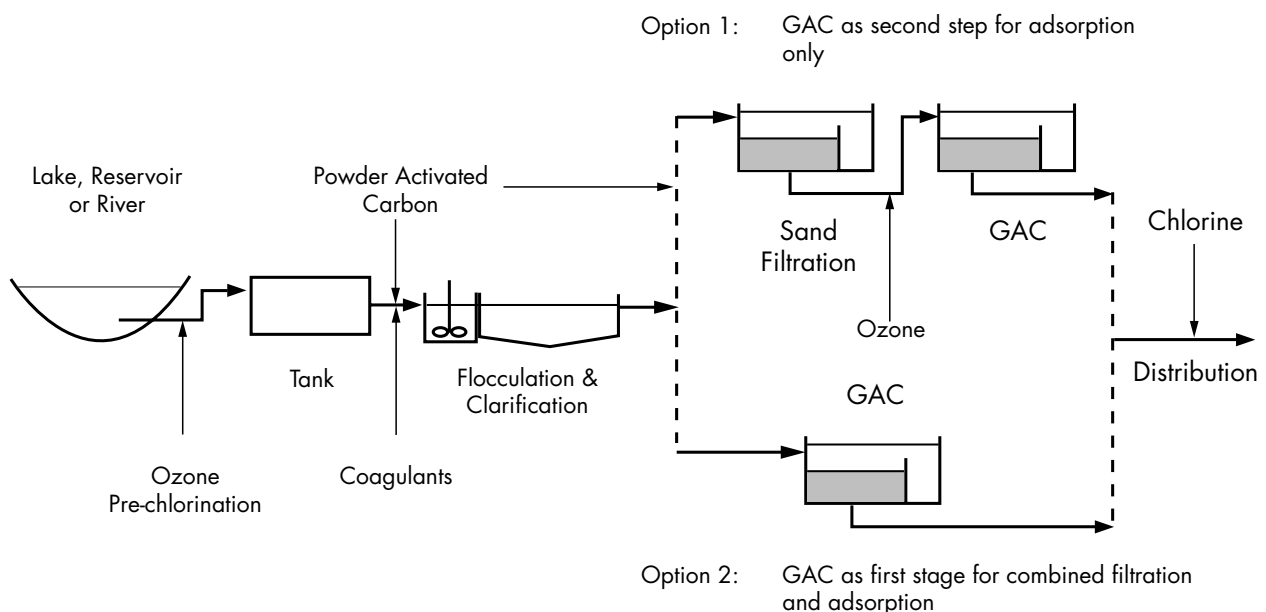 Option 1: GAC as second step for adsorption
only
Lake, Reservoir
or River
Powder Activated
Carbon
Sand
Filtration
GAC
Chlorine
Ozone
Tank
Flocculation &
Clarification
GAC
Distribution
Ozone
Pre-chlorination
Coagulants
Option 2: GAC as first stage for combined filtration
and adsorption